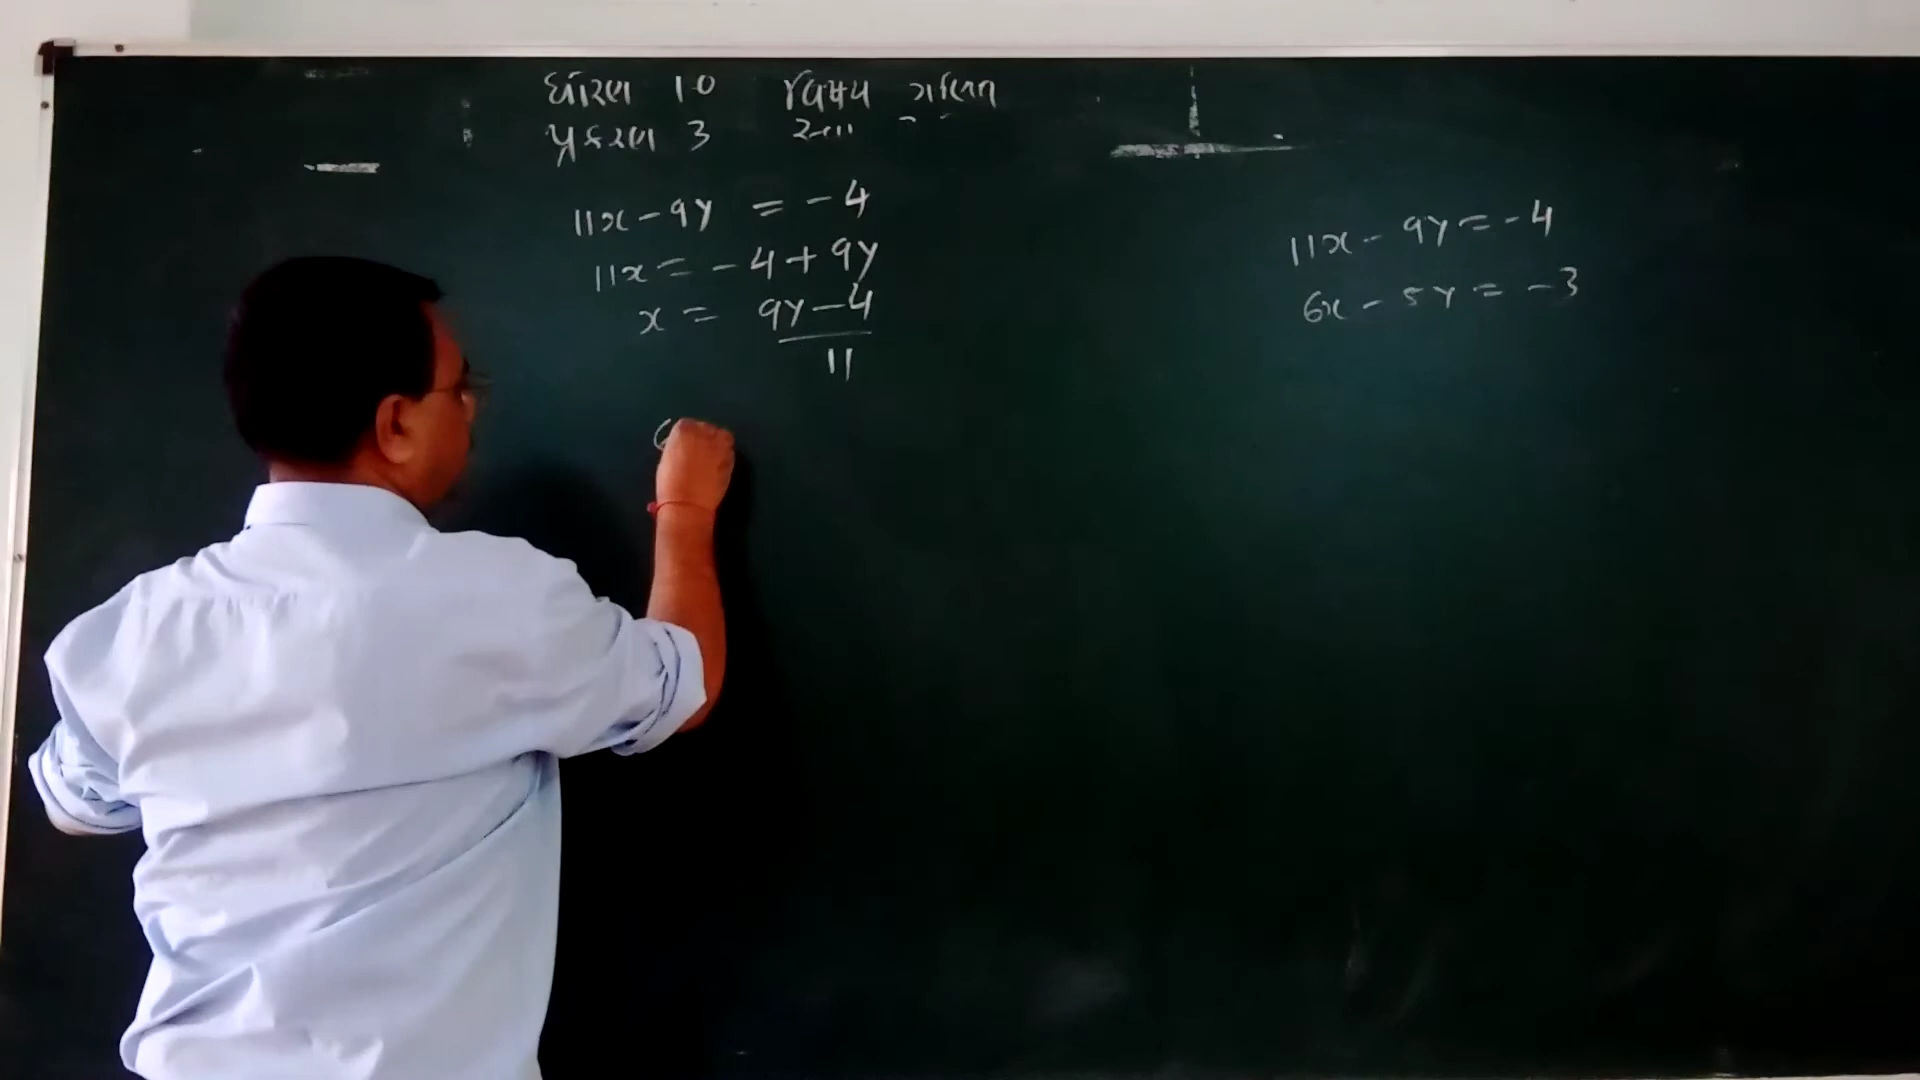 ધોરણ 10 વિષય ગણિત
પ્રકરણ 3
11x - 9y = - 4
11x = - 4 + 9y
x = 9y - 4
11
6
11x - 9y = - 4
6x - 5y = - 3